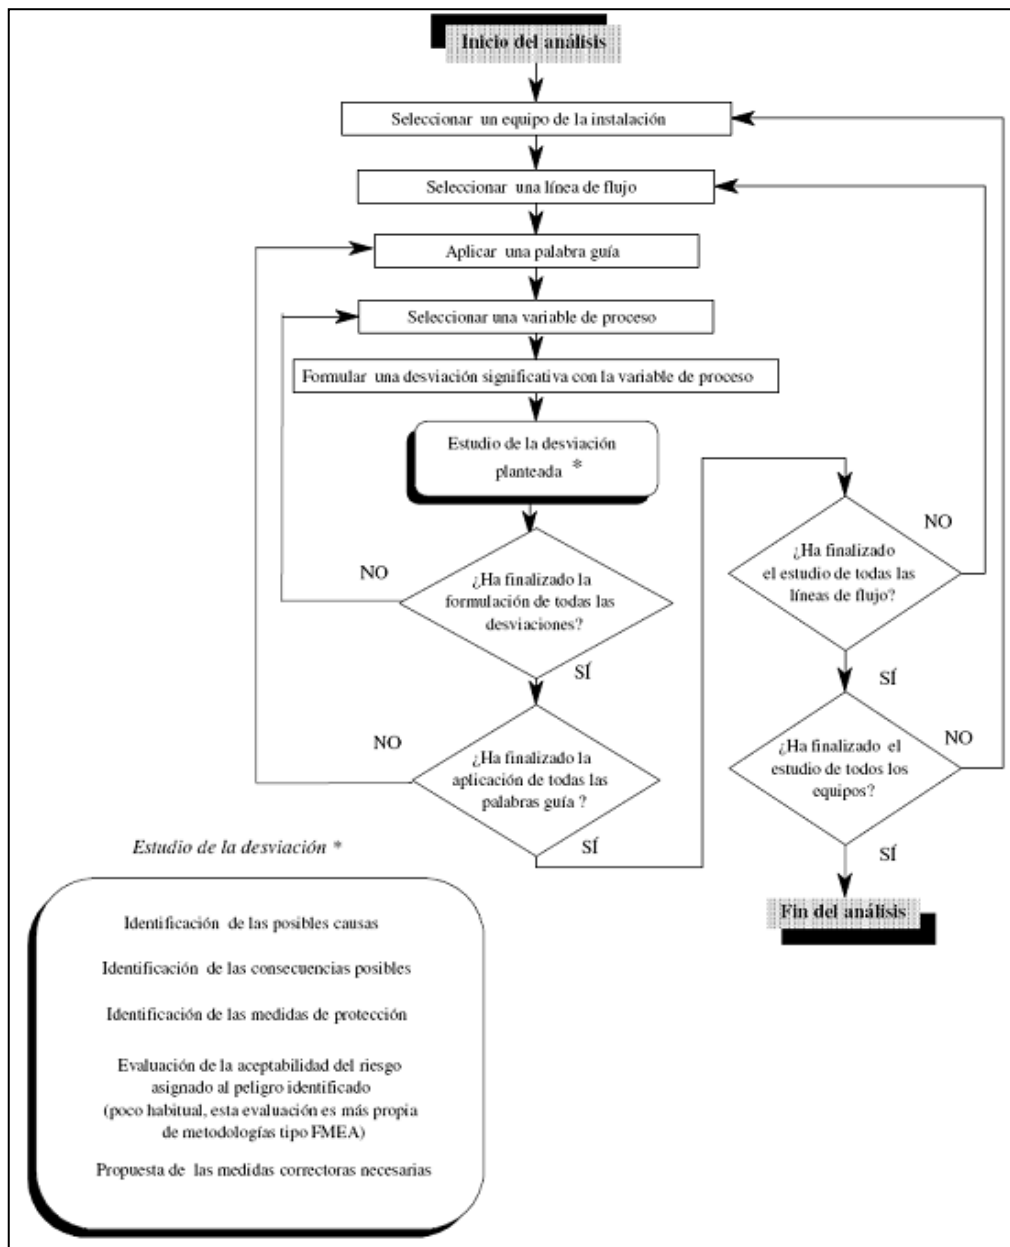 Inicio del análisis
Seleccionar un equipo de la instalación
Seleccionar una línea de flujo
Aplicar una palabra guía
Seleccionar una variable de proceso
Formular una desviación significativa con la variable de proceso
Estudio de la desviación
planteada *
NO
¿Ha finalizado la
formulación de todas las
desviaciones?
SÍ
NO
¿Ha finalizado la
aplicación de todas las
palabras guía ?
SÍ
NO
¿Ha finalizado
el estudio de todas las
líneas de flujo?
SÍ
NO
¿Ha finalizado el
estudio de todos los
equipos?
SÍ
Fin del análisis
Estudio de la desviación *
Identificación de las posibles causas
Identificación de las consecuencias posibles
Identificación de las medidas de protección
Evaluación de la aceptabilidad del riesgo
asignado al peligro identificado
(poco habitual, esta evaluación es más propia
de metodologías tipo FMEA)
Propuesta de las medidas correctoras necesarias